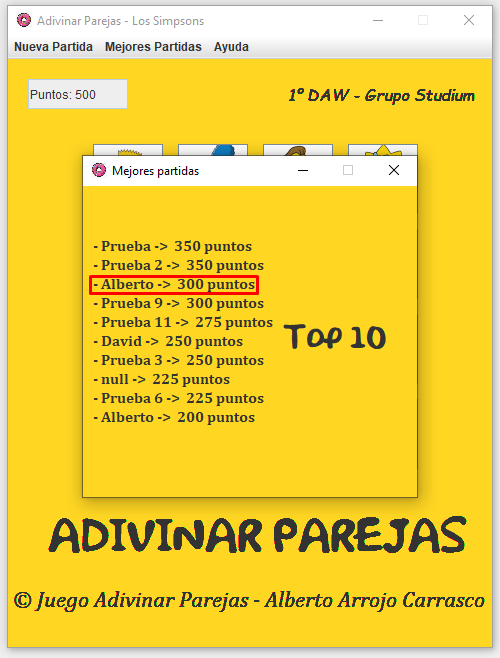 Adivinar Parejas - Los Simpsons
Nueva Partida Mejores Partidas Ayuda
Puntos: 500
1º DAW - Grupo Studium
Mejores partidas
- Prueba -> 350 puntos
- Prueba 2 -> 350 puntos
- Alberto -> 300 puntos
- Prueba 9 -> 300 puntos
- Prueba 11 -> 275 puntos
- David -> 250 puntos
- Prueba 3 -> 250 puntos
- null -> 225 puntos
- Prueba 6 -> 225 puntos
- Alberto -> 200 puntos
Top 10
ADIVINAR PAREJAS
© Juego Adivinar Parejas - Alberto Arrojo Carrasco